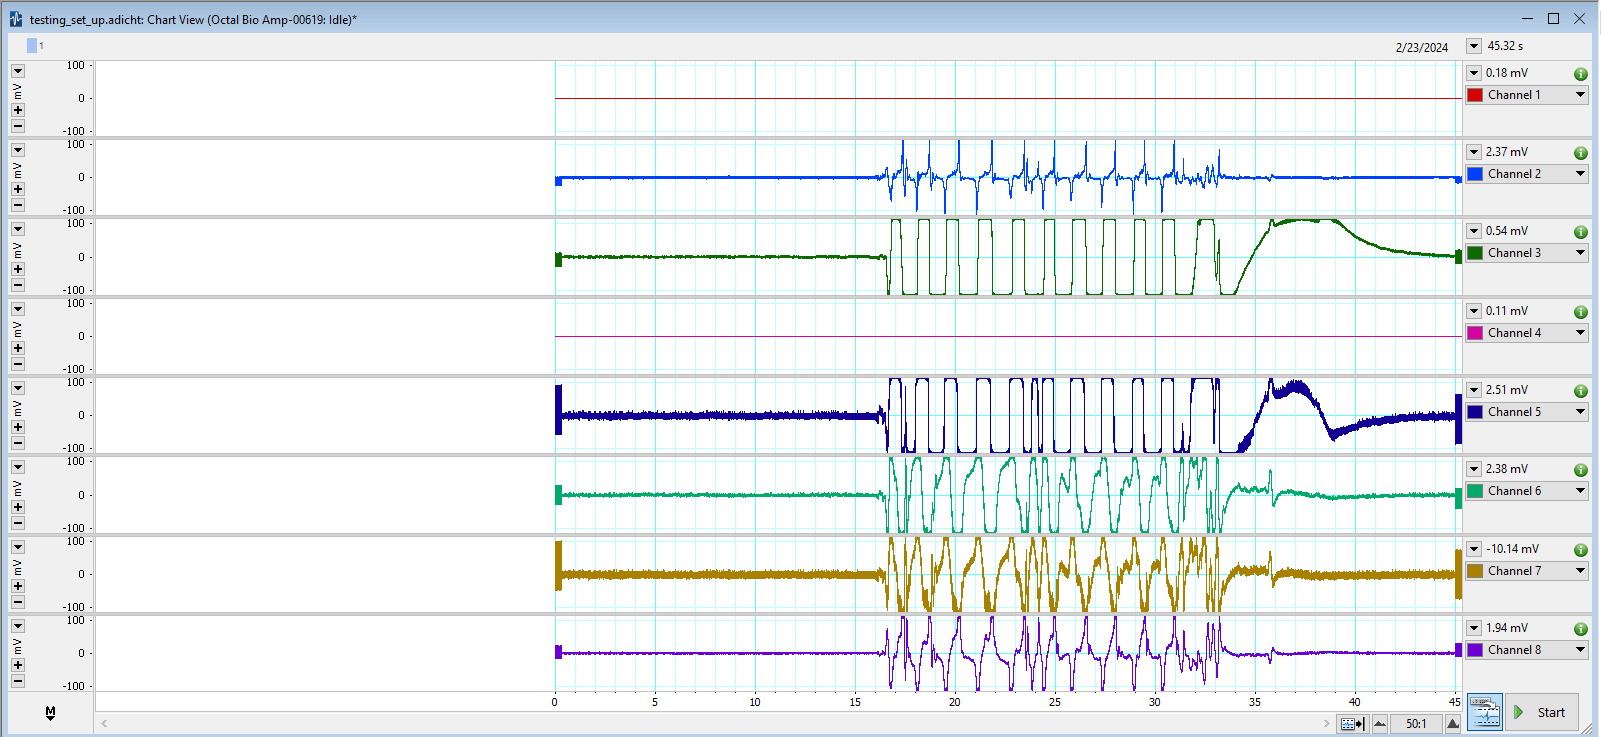 testing_set_up.adicht: Chart View (Octal Bio Amp-00619: Idle)*
1
2/23/2024
45.32 s
100
0
-100
mV
0.18 mV
Channel 1
100
0
-100
mV
2.37 mV
Channel 2
100
0
-100
mV
0.54 mV
Channel 3
100
0
-100
mV
0.11 mV
Channel 4
100
0
-100
mV
2.51 mV
Channel 5
100
0
-100
mV
2.38 mV
Channel 6
100
0
-100
mV
-10.14 mV
Channel 7
100
0
-100
mV
1.94 mV
Channel 8
0 5 10 15 20 25 30 35 40 45
M
50:1
Start